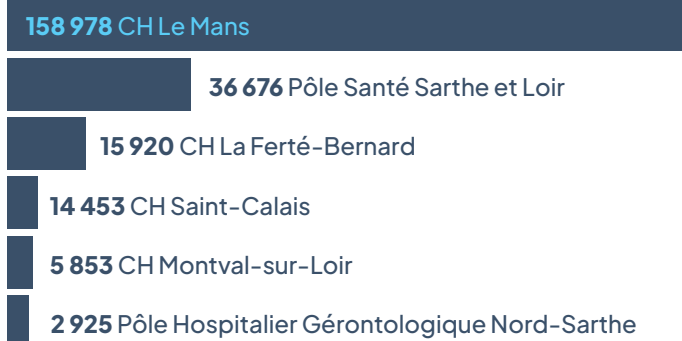 158 978 CH Le Mans
36 676 Pôle Santé Sarthe et Loir
15 920 CH La Ferté-Bernard
14 453 CH Saint-Calais
5 853 CH Montval-sur-Loir
2 925 Pôle Hospitalier Gérontologique Nord-Sarthe